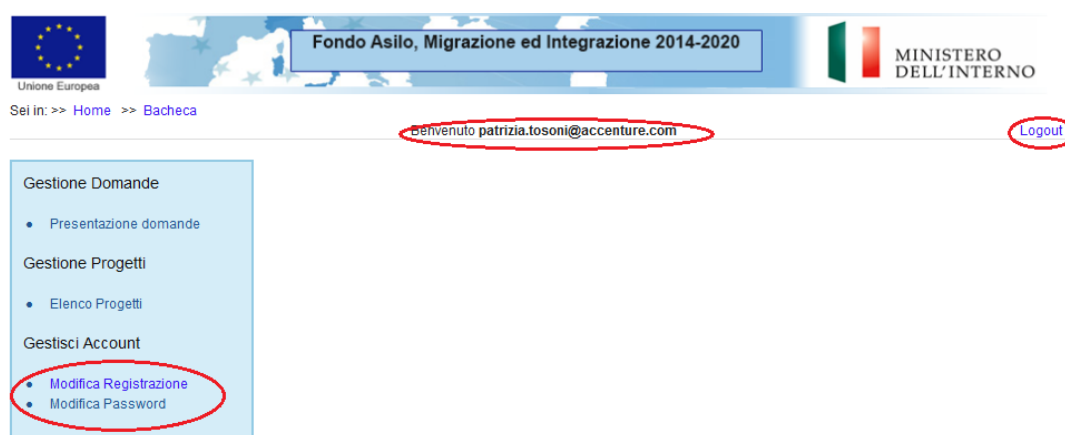 Fondo Asilo, Migrazione ed Integrazione 2014-2020
MINISTERO
DELL'INTERNO
Unione Europea
Sei in: >> Home >> Bacheca
Benvenuto patrizia.tosoni@accenture.com
Logout
Gestione Domande
• Presentazione domande
Gestione Progetti
• Elenco Progetti
Gestisci Account
• Modifica Registrazione
• Modifica Password